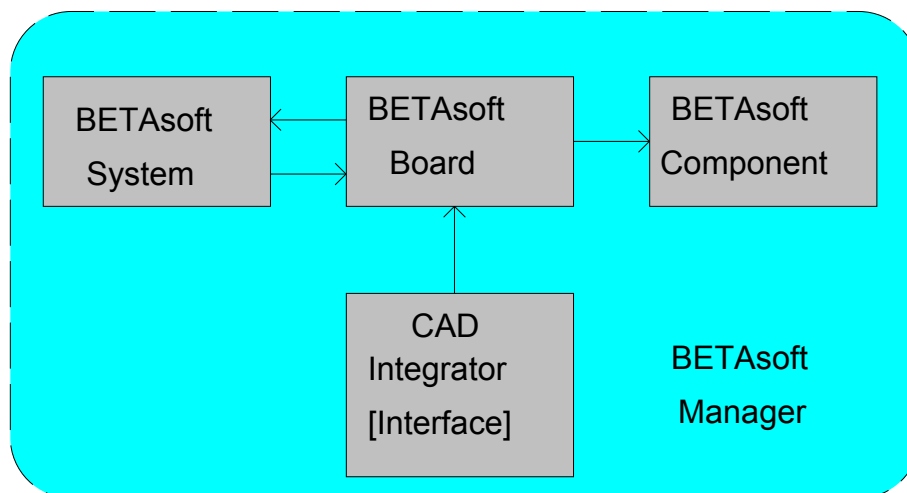 BETAsoft
System
BETAsoft
Board
BETAsoft
Component
CAD
Integrator
[Interface]
BETAsoft
Manager